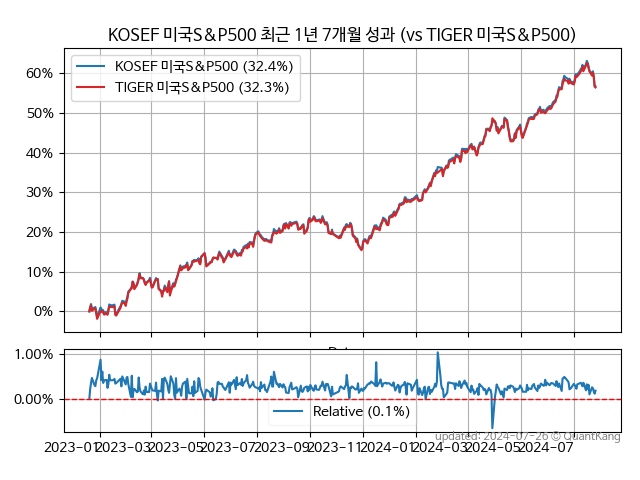 KOSEF 미국S&P500 최근 1년 7개월 성과 (vs TIGER 미국S&P500)
KOSEF 미국S&P500 (32.4%)
TIGER 미국S&P500 (32.3%)
60%
50%
40%
30%
20%
10%
0%
1.00%
0.00%
Relative (0.1%)
2023-01 2023-03 2023-05 2023-07 2023-09 2023-11 2024-01 2024-03 2024-05 2024-07
updated: 2024-07-26 © QuantKang